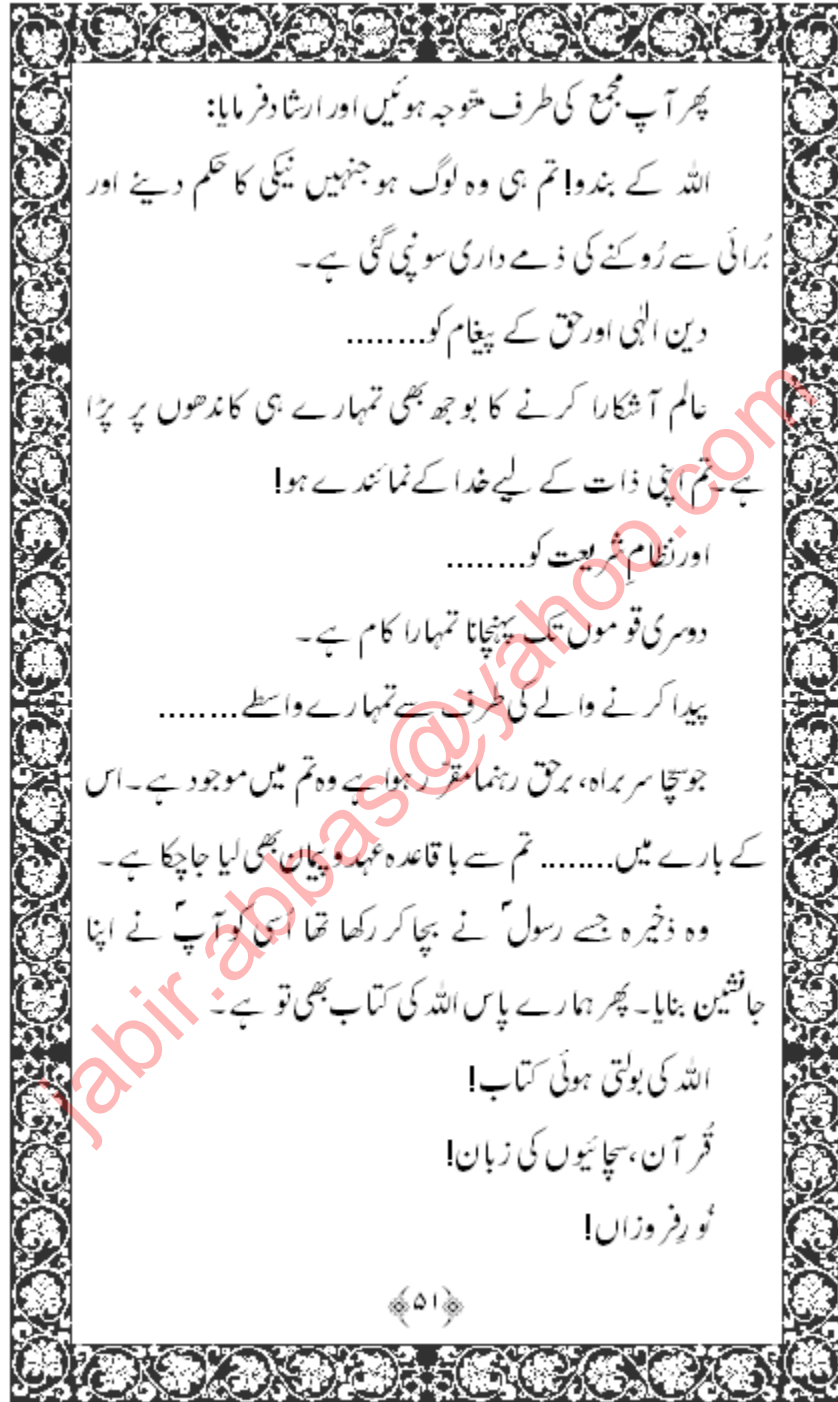 پھر آپ مجمع کی طرف متوجہ ہوئیں اور ارشاد فرمایا:
اللہ کے بندو! تم ہی وہ لوگ ہو جنہیں نیکی کا حکم دینے اور
بُرائی سے رُوکنے کی ذمے داری سونپی گئی ہے۔
دین الٰہی اور حق کے پیغام کو........
عالم آشکارا کرنے کا بوجھ بھی تمہارے ہی کاندھوں پر پڑا
ہے۔ تم اپنی ذات کے لیے خدا کے نمائندے ہو!
اور نظامِ شریعت کو........
دوسری قوموں تک پہنچانا تمہارا کام ہے۔
پیدا کرنے والے کی طرف سے تمہارے واسطے........
جو سچا سربراہ، برحق رہنما مقرّر ہوا ہے وہ تم میں موجود ہے۔ اس
کے بارے میں........ تم سے باقاعدہ عہد و پیمان بھی لیا جاچکا ہے۔
وہ ذخیرہ جسے رسولؐ نے بچا کر رکھا تھا اُسی کو آپؐ نے اپنا
جانشین بنایا۔ پھر ہمارے پاس اللہ کی کتاب بھی تو ہے۔
اللہ کی بولتی ہوئی کتاب!
قُرآن، سچائیوں کی زبان!
نُورِ فروزاں!
﴿۵۱﴾
jabir.abbas@yahoo.com